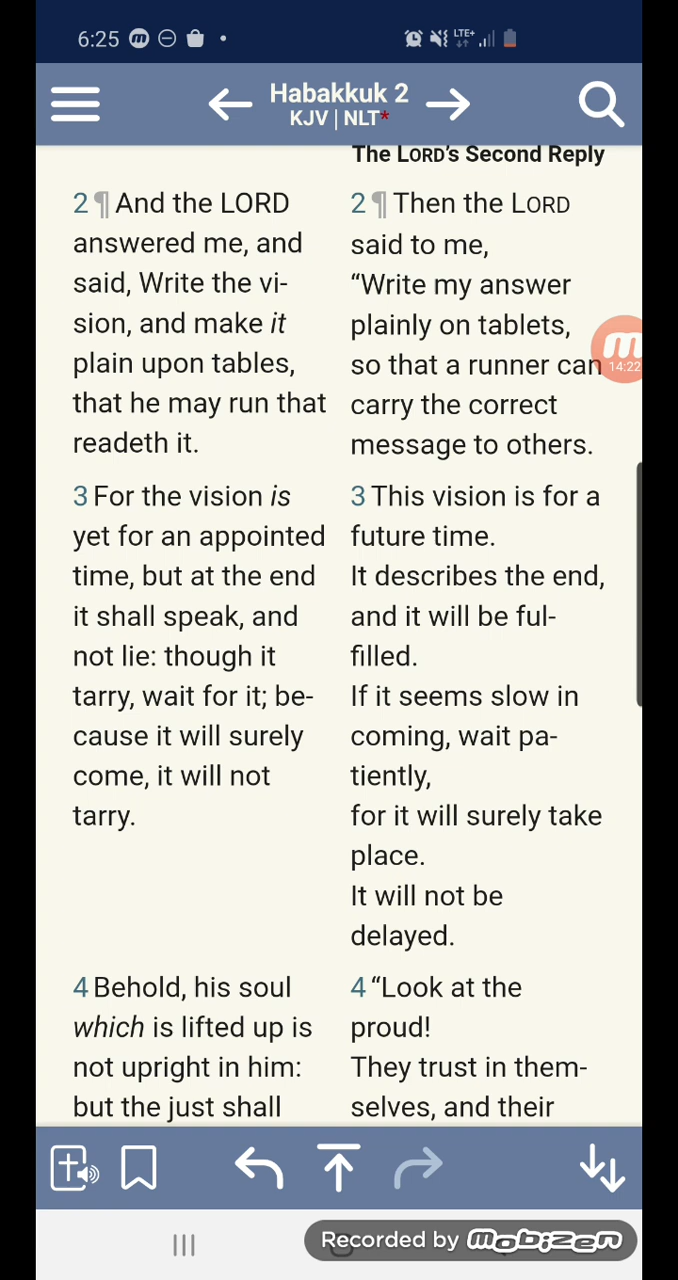 6:25
LTE+
Habakkuk 2
KJV | NLT*
The LORD's Second Reply
2 ¶ And the LORD
answered me, and
said, Write the vi-
sion, and make it
plain upon tables,
that he may run that
readeth it.
3 For the vision is
yet for an appointed
time, but at the end
it shall speak, and
not lie: though it
tarry, wait for it; be-
cause it will surely
come, it will not
tarry.
4 Behold, his soul
which is lifted up is
not upright in him:
but the just shall
2 ¶ Then the LORD
said to me,
“Write my answer
plainly on tablets,
so that a runner can
carry the correct
message to others.
3 This vision is for a
future time.
It describes the end,
and it will be ful-
filled.
If it seems slow in
coming, wait pa-
tiently,
for it will surely take
place.
It will not be
delayed.
4 “Look at the
proud!
They trust in them-
selves, and their
m
14:22
Recorded by mobizen